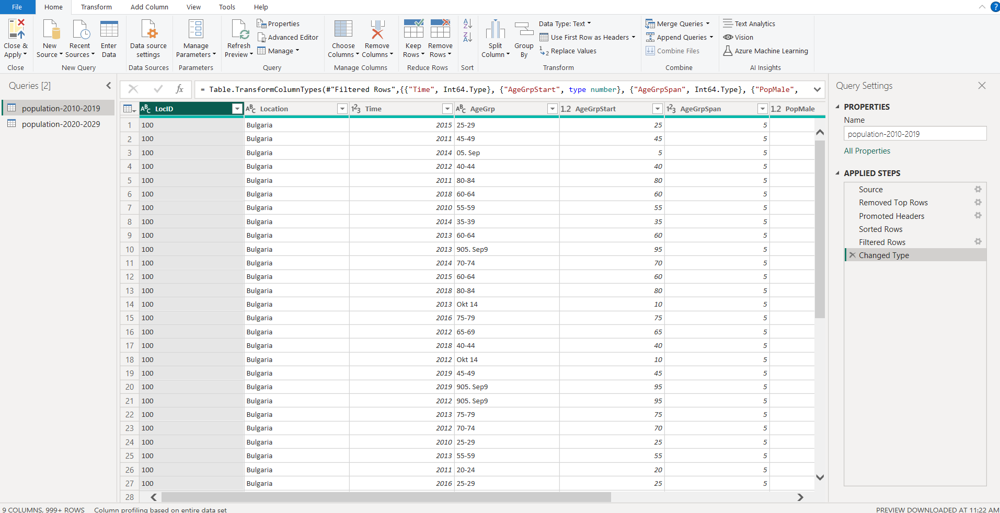 File Home Transform Add Column View Tools Help ?
Close & Apply New Source Recent Sources Enter Data Data source settings Manage Parameters Refresh Preview Properties Advanced Editor Manage Choose Columns Remove Columns Keep Rows Remove Rows Split Column Group By Data Type: Text Use First Row as Headers 1 2 Replace Values Merge Queries Append Queries Combine Files Text Analytics Vision Azure Machine Learning
Close New Query Data Sources Parameters Query Manage Columns Reduce Rows Sort Transform Combine AI Insights
Queries [2]
population-2010-2019
population-2020-2029
fx = Table.TransformColumnTypes(#"Filtered Rows",{{"Time", Int64.Type}, {"AgeGrpStart", type number}, {"AgeGrpSpan", Int64.Type}, {"PopMale",
ABC LocID ABC Location 123 Time ABC AgeGrp 1.2 AgeGrpStart 123 AgeGrpSpan 1.2 PopMale
1 100 Bulgaria 2015 25-29 25 5
2 100 Bulgaria 2011 45-49 45 5
3 100 Bulgaria 2014 05. Sep 5 5
4 100 Bulgaria 2012 40-44 40 5
5 100 Bulgaria 2011 80-84 80 5
6 100 Bulgaria 2018 60-64 60 5
7 100 Bulgaria 2010 55-59 55 5
8 100 Bulgaria 2014 35-39 35 5
9 100 Bulgaria 2013 60-64 60 5
10 100 Bulgaria 2013 905. Sep9 95 5
11 100 Bulgaria 2014 70-74 70 5
12 100 Bulgaria 2015 60-64 60 5
13 100 Bulgaria 2018 80-84 80 5
14 100 Bulgaria 2013 Okt 14 10 5
15 100 Bulgaria 2016 75-79 75 5
16 100 Bulgaria 2012 65-69 65 5
17 100 Bulgaria 2018 40-44 40 5
18 100 Bulgaria 2012 Okt 14 10 5
19 100 Bulgaria 2019 45-49 45 5
20 100 Bulgaria 2019 905. Sep9 95 5
21 100 Bulgaria 2012 905. Sep9 95 5
22 100 Bulgaria 2013 75-79 75 5
23 100 Bulgaria 2012 70-74 70 5
24 100 Bulgaria 2010 25-29 25 5
25 100 Bulgaria 2013 55-59 55 5
26 100 Bulgaria 2011 20-24 20 5
27 100 Bulgaria 2016 25-29 25 5
28
Query Settings
PROPERTIES
Name
population-2010-2019
All Properties
APPLIED STEPS
Source
Removed Top Rows
Promoted Headers
Sorted Rows
Filtered Rows
Changed Type
9 COLUMNS, 999+ ROWS Column profiling based on entire data set PREVIEW DOWNLOADED AT 11:22 AM